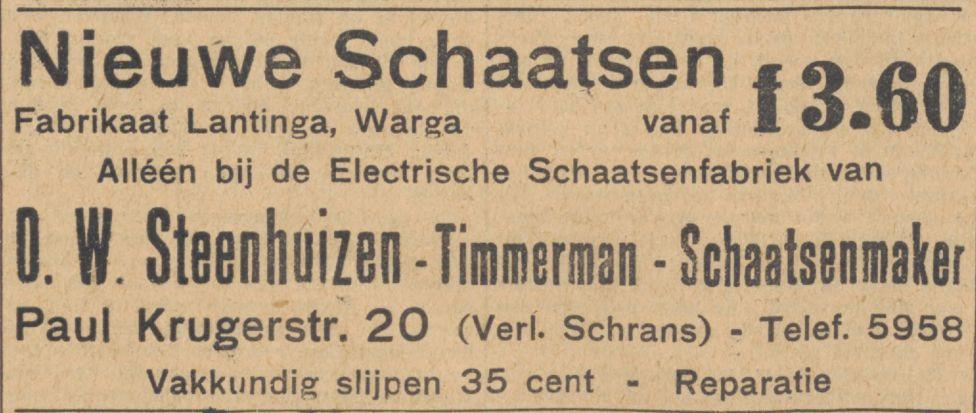 Nieuwe Schaatsen
Fabrikaat Lantinga, Warga vanaf f 3.60
Alléén bij de Electrische Schaatsenfabriek van
O. W. Steenhuizen - Timmerman - Schaatsenmaker
Paul Krugerstr. 20 (Verl. Schrans) - Telef. 5958
Vakkundig slijpen 35 cent - Reparatie